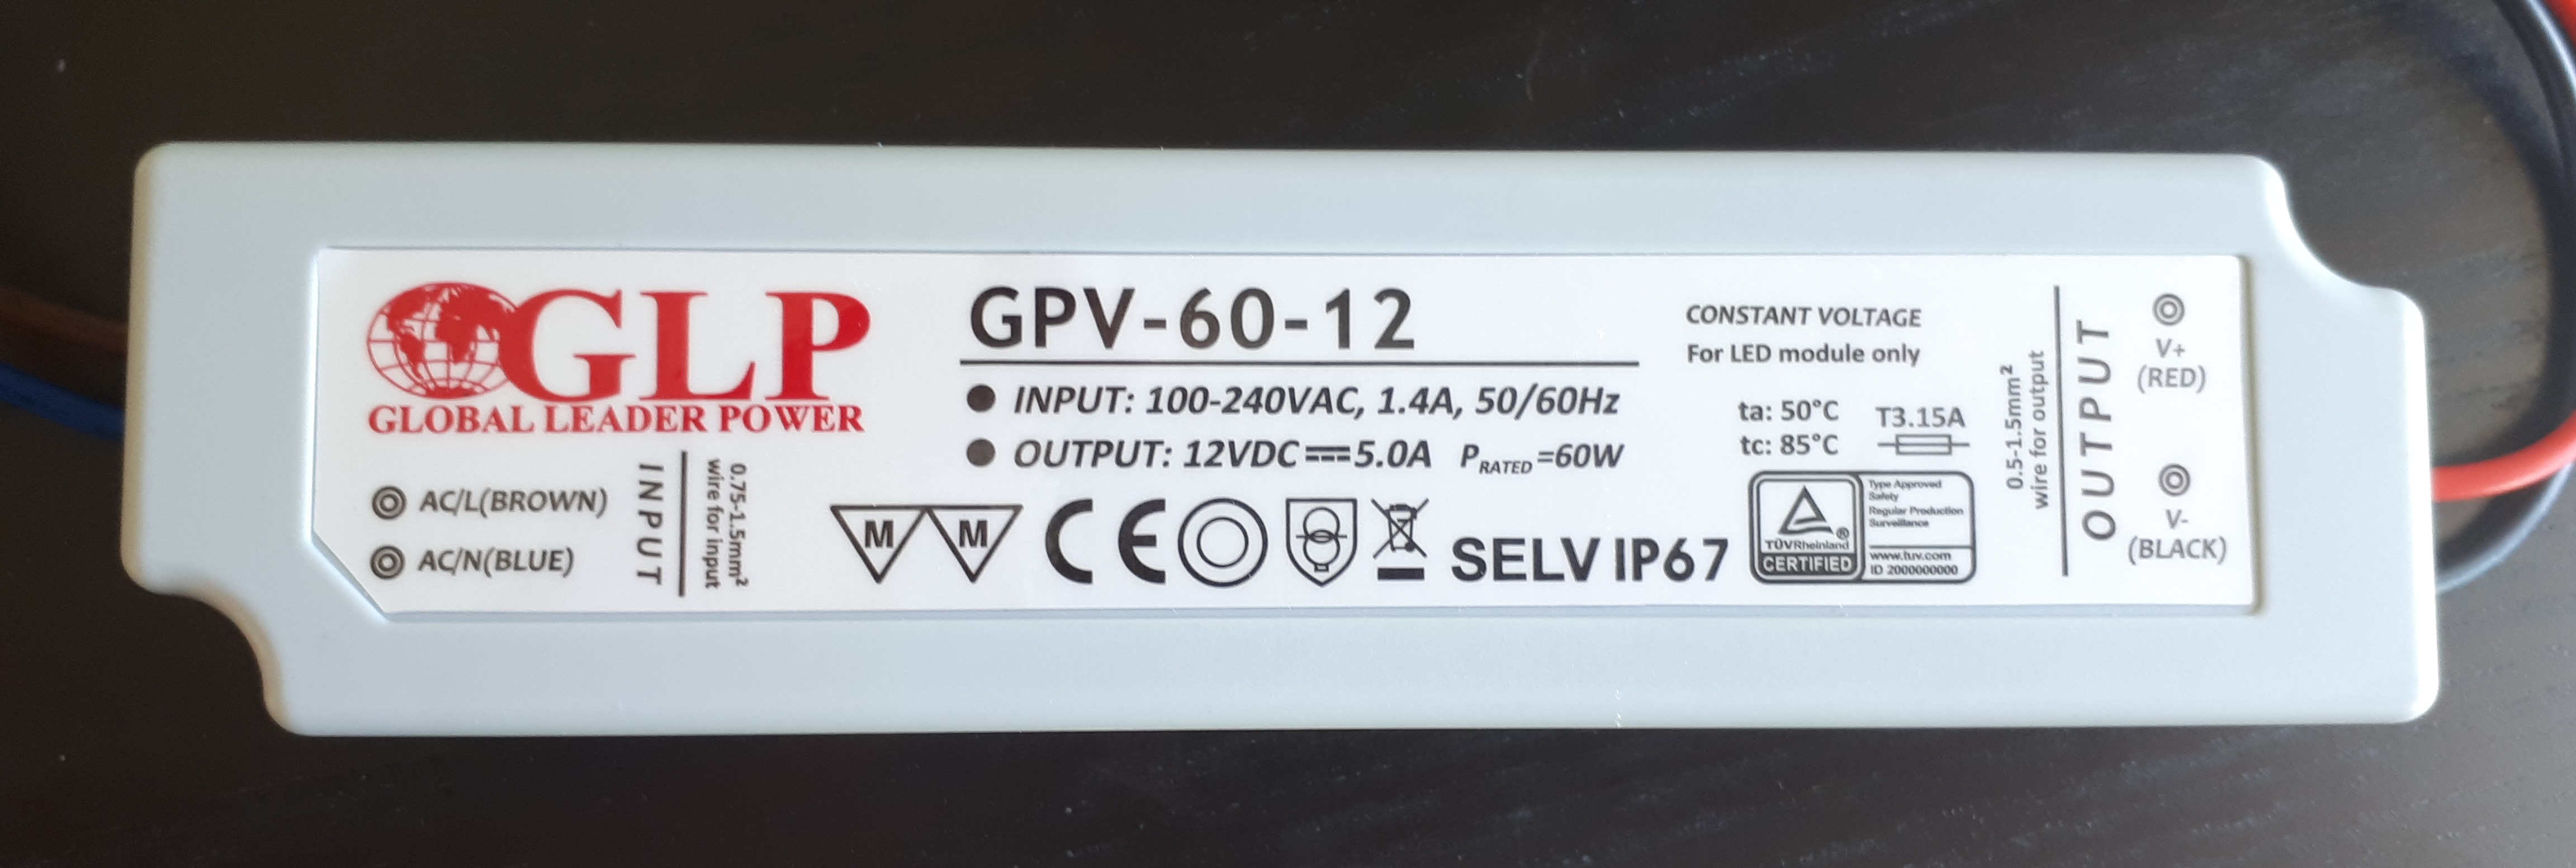 GLP
GLOBAL LEADER POWER
AC/L(BROWN)
AC/N(BLUE)
INPUT
0.75-1.5mm²
wire for input
GPV-60-12
INPUT: 100-240VAC, 1.4A, 50/60Hz
OUTPUT: 12VDC⎓5.0A PRATED=60W
M M CE SELV IP67
CONSTANT VOLTAGE
For LED module only
ta: 50°C
tc: 85°C
T3.15A
TÜVRheinland®
CERTIFIED
Type Approved
Safety
Regular Production
Surveillance
www.tuv.com
ID 2000000000
0.5-1.5mm²
wire for output
OUTPUT
V+
(RED)
V-
(BLACK)